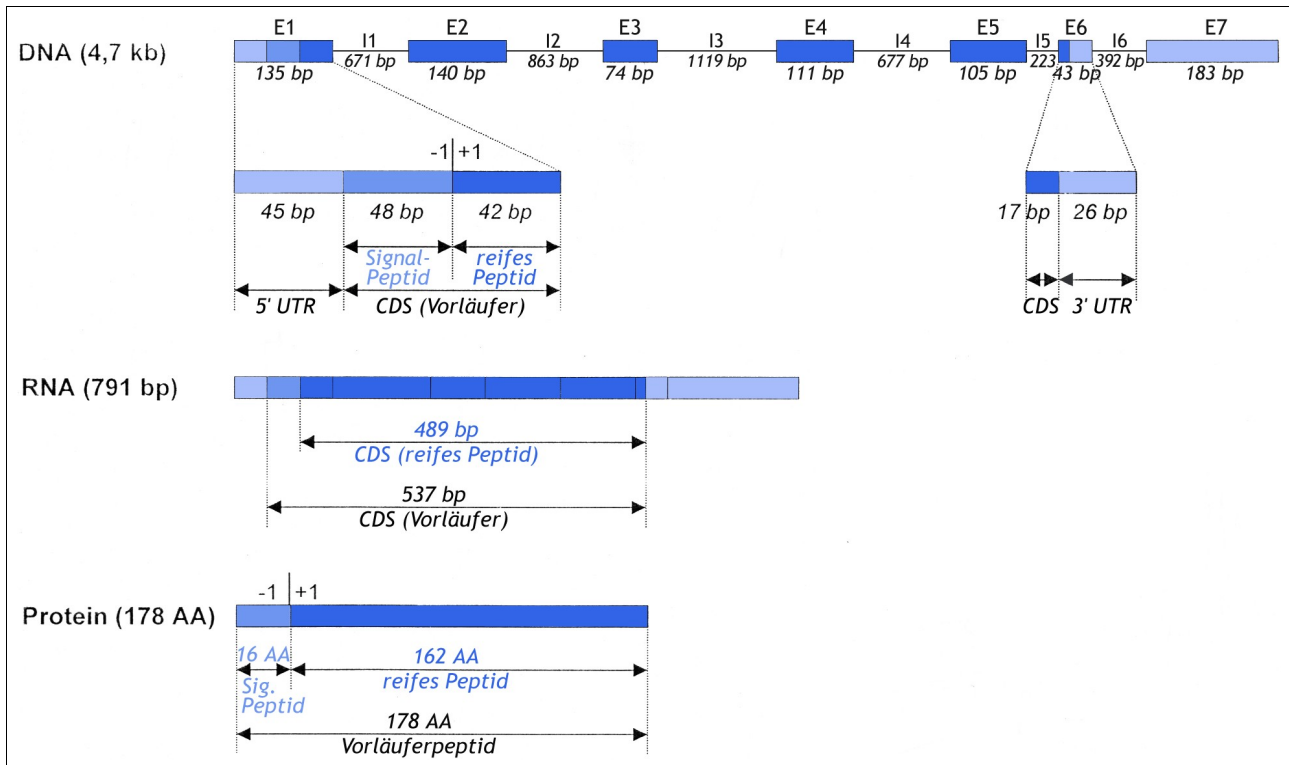 E1 E2 E3 E4 E5 E6 E7
DNA (4,7 kb)
I1 I2 I3 I4 I5 I6
135 bp 671 bp 140 bp 863 bp 74 bp 1119 bp 111 bp 677 bp 105 bp 223 43 bp 392 bp 183 bp
-1 +1
45 bp 48 bp 42 bp 17 bp 26 bp
Signal-
Peptid
reifes
Peptid
5' UTR CDS (Vorläufer) CDS 3' UTR
RNA (791 bp)
489 bp
CDS (reifes Peptid)
537 bp
CDS (Vorläufer)
-1 +1
Protein (178 AA)
16 AA
Sig.
Peptid
162 AA
reifes Peptid
178 AA
Vorläuferpeptid